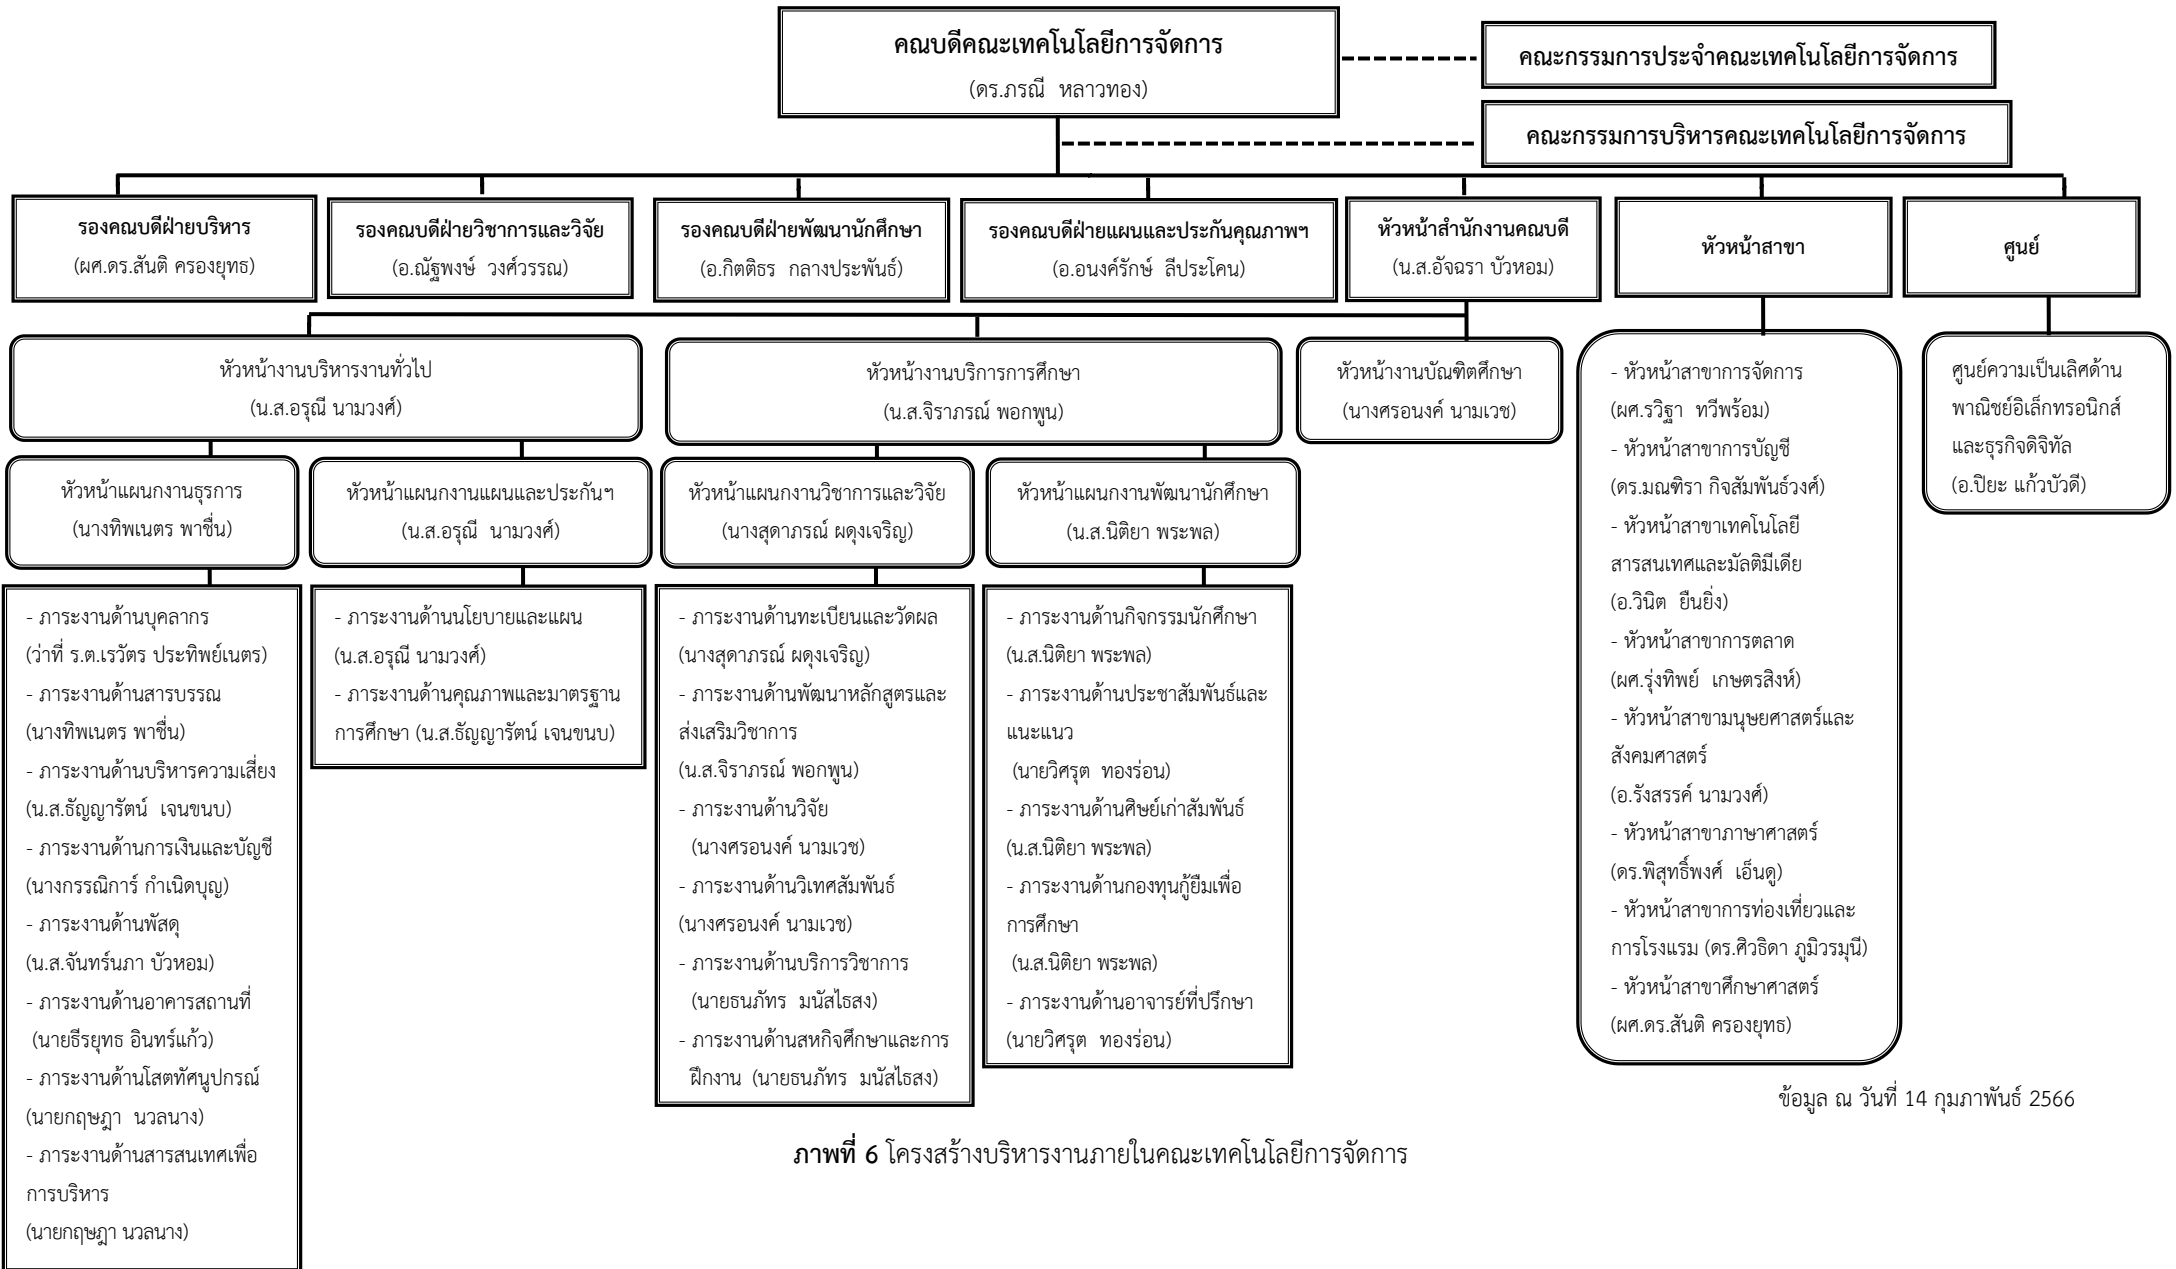 คณบดีคณะเทคโนโลยีการจัดการ
(ดร.ภรณี หลาวทอง)
คณะกรรมการประจำคณะเทคโนโลยีการจัดการ
คณะกรรมการบริหารคณะเทคโนโลยีการจัดการ
รองคณบดีฝ่ายบริหาร
(ผศ.ดร.สันติ ครองยุทธ)
รองคณบดีฝ่ายวิชาการและวิจัย
(อ.ณัฐพงษ์ วงศ์วรรณ)
รองคณบดีฝ่ายพัฒนานักศึกษา
(อ.กิตติธร กลางประพันธ์)
รองคณบดีฝ่ายแผนและประกันคุณภาพฯ
(อ.อนงค์รักษ์ ลีประโคน)
หัวหน้าสำนักงานคณบดี
(น.ส.อัจฉรา บัวหอม)
หัวหน้าสาขา
ศูนย์
หัวหน้างานบริหารงานทั่วไป
(น.ส.อรุณี นามวงศ์)
หัวหน้างานบริการการศึกษา
(น.ส.จิราภรณ์ พอกพูน)
หัวหน้างานบัณฑิตศึกษา
(นางศรอนงค์ นามเวช)
หัวหน้าแผนกงานธุรการ
(นางทิพเนตร พาชื่น)
หัวหน้าแผนกงานแผนและประกันฯ
(น.ส.อรุณี นามวงศ์)
หัวหน้าแผนกงานวิชาการและวิจัย
(นางสุดาภรณ์ ผดุงเจริญ)
หัวหน้าแผนกงานพัฒนานักศึกษา
(น.ส.นิติยา พระพล)
- ภาระงานด้านบุคลากร
(ว่าที่ ร.ต.เรวัตร ประทิพย์เนตร)
- ภาระงานด้านสารบรรณ
(นางทิพเนตร พาชื่น)
- ภาระงานด้านบริหารความเสี่ยง
(น.ส.ธัญญารัตน์ เจนขนบ)
- ภาระงานด้านการเงินและบัญชี
(นางกรรณิการ์ กำเนิดบุญ)
- ภาระงานด้านพัสดุ
(น.ส.จันทร์นภา บัวหอม)
- ภาระงานด้านอาคารสถานที่
(นายธีรยุทธ อินทร์แก้ว)
- ภาระงานด้านโสตทัศนูปกรณ์
(นายกฤษฎา นวลนาง)
- ภาระงานด้านสารสนเทศเพื่อ
การบริหาร
(นายกฤษฎา นวลนาง)
- ภาระงานด้านนโยบายและแผน
(น.ส.อรุณี นามวงศ์)
- ภาระงานด้านคุณภาพและมาตรฐาน
การศึกษา (น.ส.ธัญญารัตน์ เจนขนบ)
- ภาระงานด้านทะเบียนและวัดผล
(นางสุดาภรณ์ ผดุงเจริญ)
- ภาระงานด้านพัฒนาหลักสูตรและ
ส่งเสริมวิชาการ
(น.ส.จิราภรณ์ พอกพูน)
- ภาระงานด้านวิจัย
(นางศรอนงค์ นามเวช)
- ภาระงานด้านวิเทศสัมพันธ์
(นางศรอนงค์ นามเวช)
- ภาระงานด้านบริการวิชาการ
(นายธนภัทร มนัสไธสง)
- ภาระงานด้านสหกิจศึกษาและการ
ฝึกงาน (นายธนภัทร มนัสไธสง)
- ภาระงานด้านกิจกรรมนักศึกษา
(น.ส.นิติยา พระพล)
- ภาระงานด้านประชาสัมพันธ์และ
แนะแนว
(นายวิศรุต ทองร่อน)
- ภาระงานด้านศิษย์เก่าสัมพันธ์
(น.ส.นิติยา พระพล)
- ภาระงานด้านกองทุนกู้ยืมเพื่อ
การศึกษา
(น.ส.นิติยา พระพล)
- ภาระงานด้านอาจารย์ที่ปรึกษา
(นายวิศรุต ทองร่อน)
- หัวหน้าสาขาการจัดการ
(ผศ.รวิฐา ทวีพร้อม)
- หัวหน้าสาขาการบัญชี
(ดร.มณฑิรา กิจสัมพันธ์วงศ์)
- หัวหน้าสาขาเทคโนโลยี
สารสนเทศและมัลติมีเดีย
(อ.วินิต ยืนยิ่ง)
- หัวหน้าสาขาการตลาด
(ผศ.รุ่งทิพย์ เกษตรสิงห์)
- หัวหน้าสาขามนุษยศาสตร์และ
สังคมศาสตร์
(อ.รังสรรค์ นามวงศ์)
- หัวหน้าสาขาภาษาศาสตร์
(ดร.พิสุทธิ์พงศ์ เอ็นดู)
- หัวหน้าสาขาการท่องเที่ยวและ
การโรงแรม (ดร.ศิวธิดา ภูมิวรมุนี)
- หัวหน้าสาขาศึกษาศาสตร์
(ผศ.ดร.สันติ ครองยุทธ)
ศูนย์ความเป็นเลิศด้าน
พาณิชย์อิเล็กทรอนิกส์
และธุรกิจดิจิทัล
(อ.ปิยะ แก้วบัวดี)
ข้อมูล ณ วันที่ 14 กุมภาพันธ์ 2566
ภาพที่ 6 โครงสร้างบริหารงานภายในคณะเทคโนโลยีการจัดการ